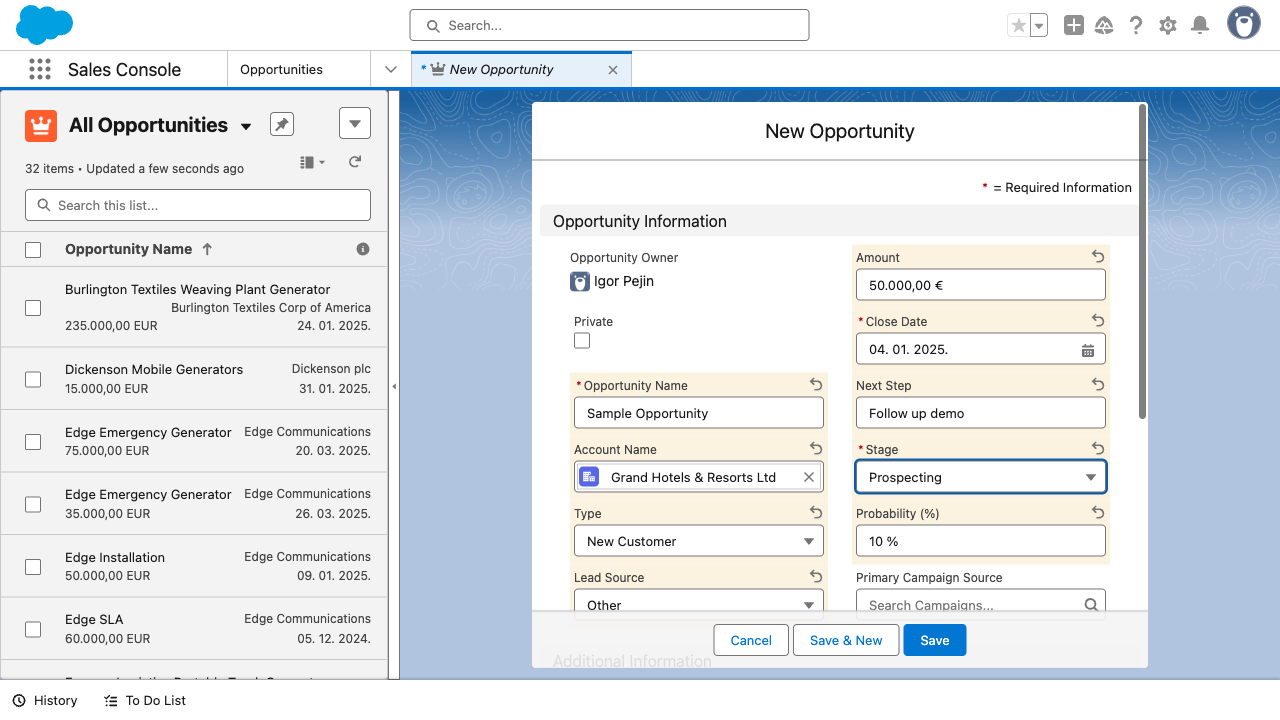 Search...
Sales Console
Opportunities
* New Opportunity
All Opportunities
32 items • Updated a few seconds ago
Search this list...
Opportunity Name
Burlington Textiles Weaving Plant Generator
Burlington Textiles Corp of America
235.000,00 EUR 24. 01. 2025.
Dickenson Mobile Generators Dickenson plc
15.000,00 EUR 31. 01. 2025.
Edge Emergency Generator Edge Communications
75.000,00 EUR 20. 03. 2025.
Edge Emergency Generator Edge Communications
35.000,00 EUR 26. 03. 2025.
Edge Installation Edge Communications
50.000,00 EUR 09. 01. 2025.
Edge SLA Edge Communications
60.000,00 EUR 05. 12. 2024.
New Opportunity
* = Required Information
Opportunity Information
Opportunity Owner
Igor Pejin
Private
* Opportunity Name
Sample Opportunity
Account Name
Grand Hotels & Resorts Ltd
Type
New Customer
Lead Source
Other
Amount
50.000,00 €
* Close Date
04. 01. 2025.
Next Step
Follow up demo
* Stage
Prospecting
Probability (%)
10 %
Primary Campaign Source
Search Campaigns...
Additional Information
Cancel
Save & New
Save
History
To Do List